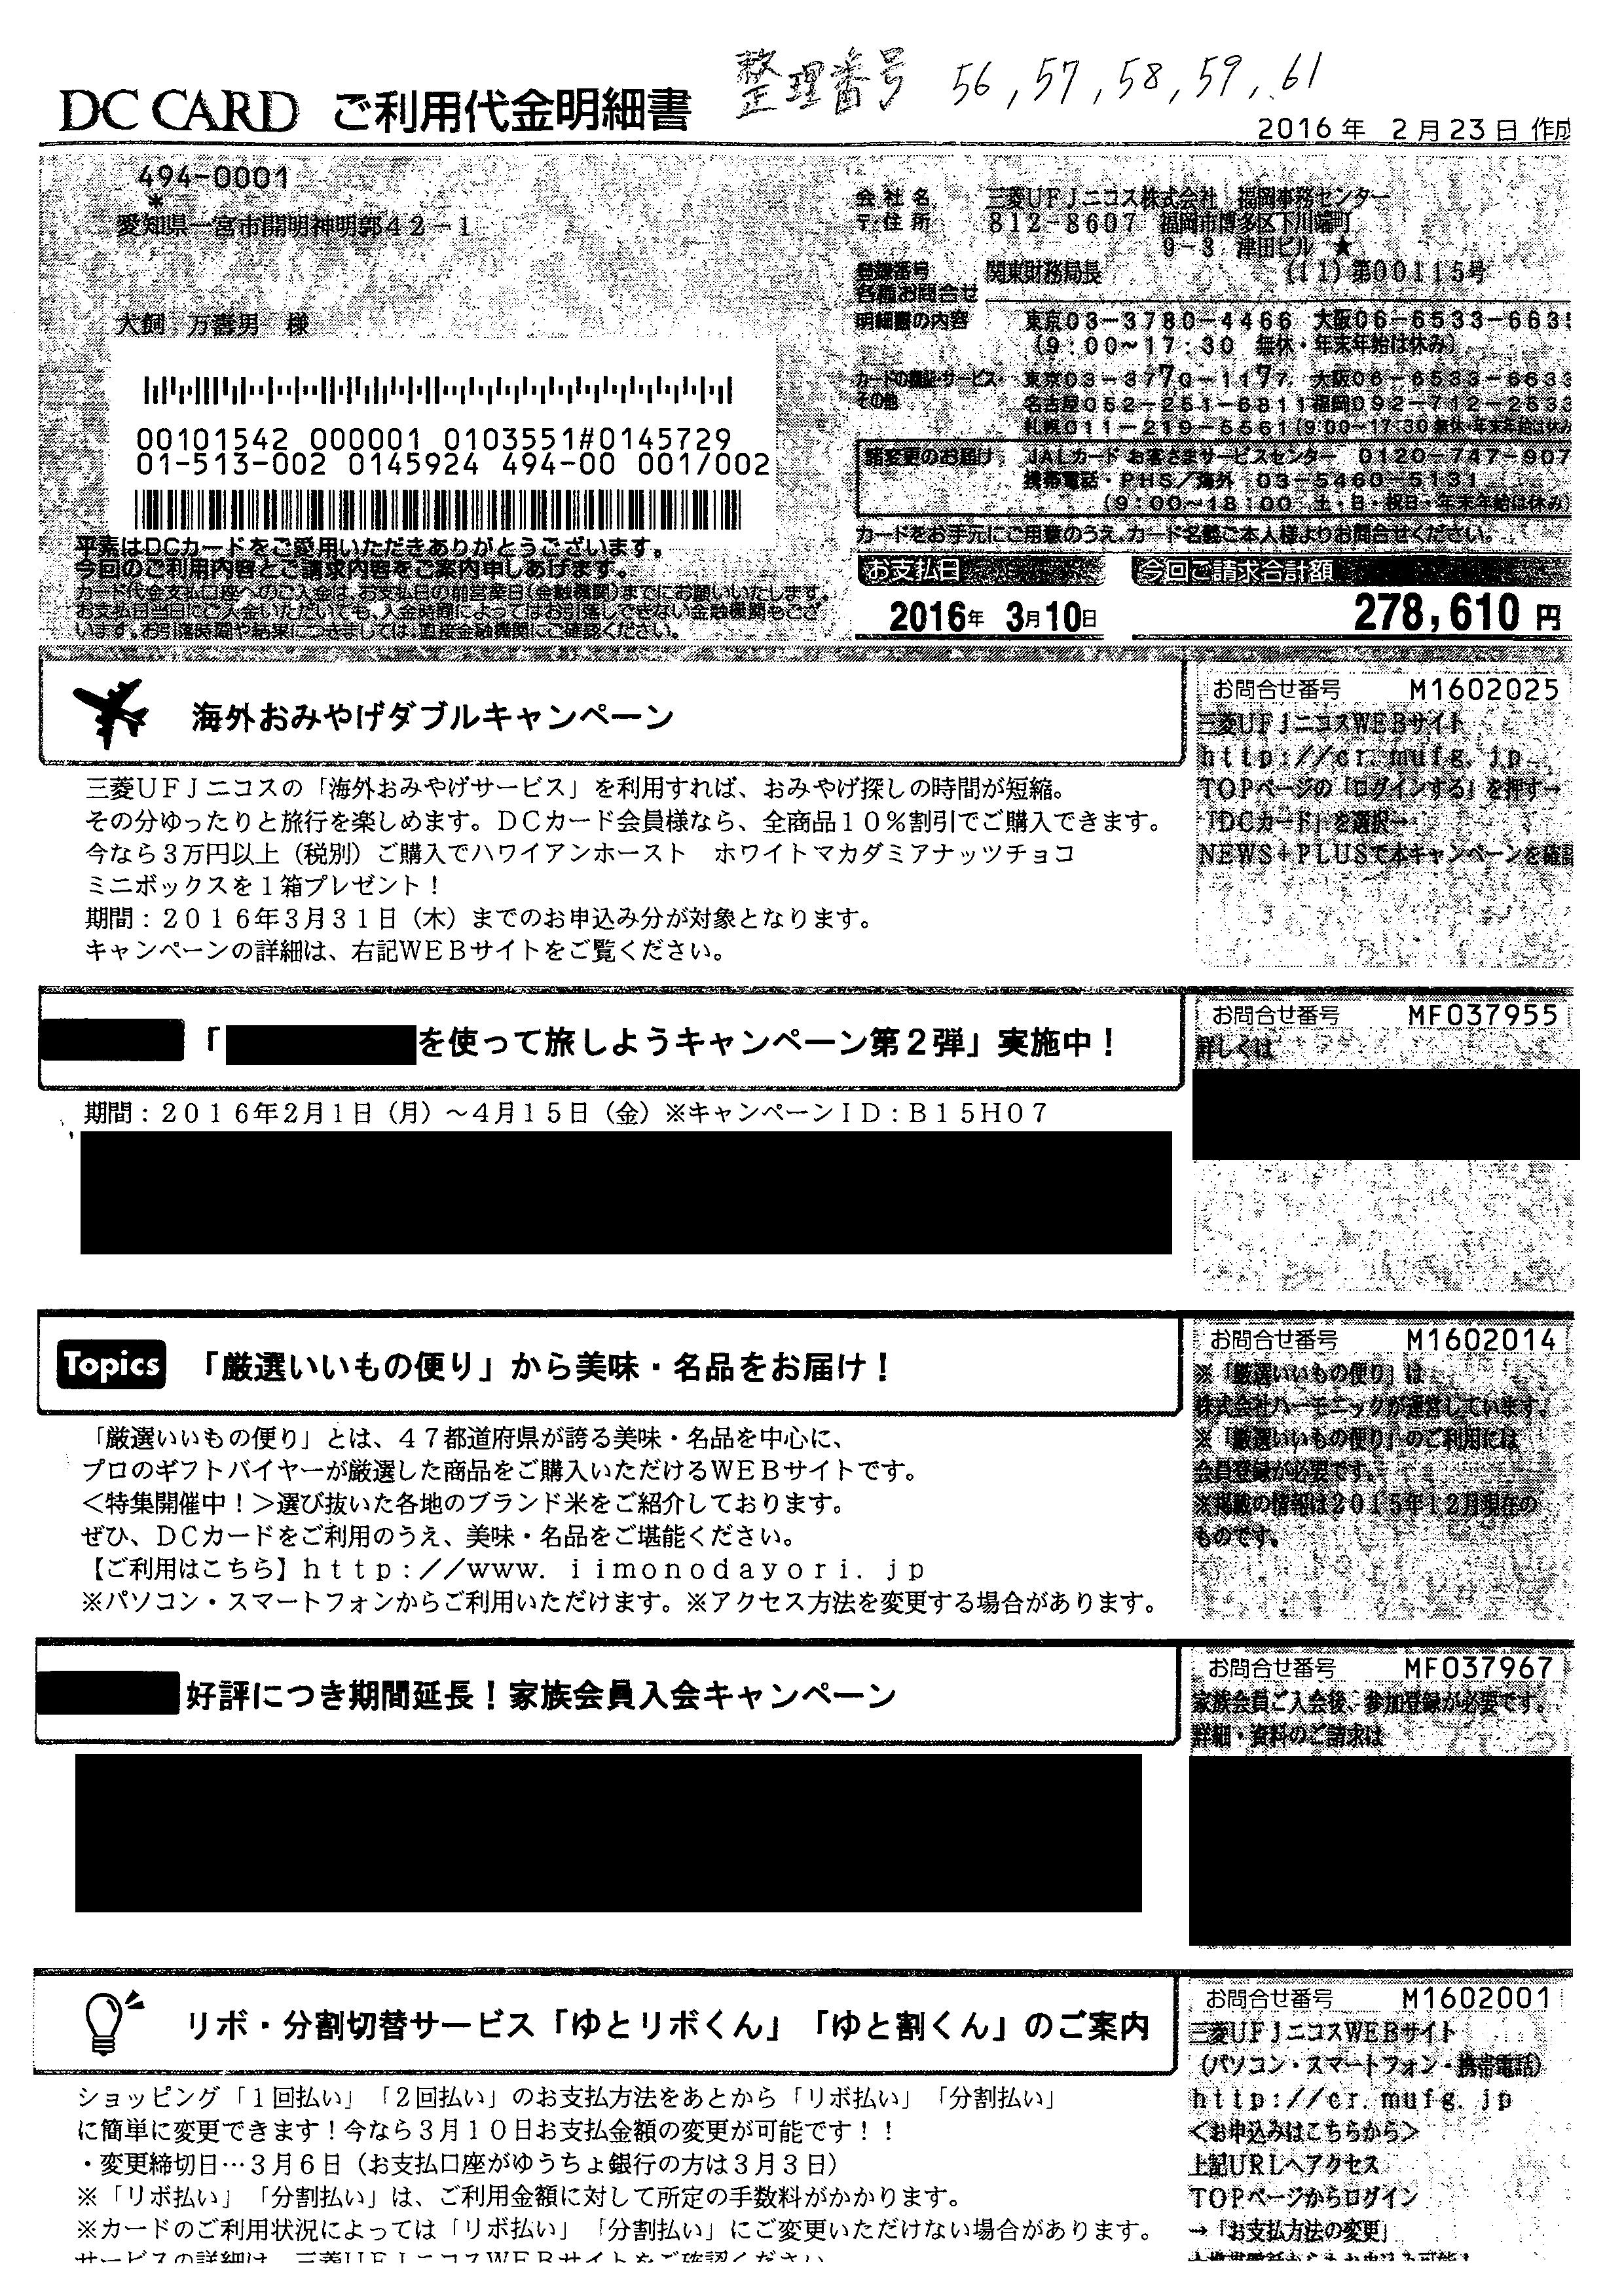 整理番号 56, 57, 58, 59, 61
DC CARD ご利用代金明細書
2016年 2月23日 作成
494-0001
*
愛知県一宮市開明神明郭42-1
犬飼 万壽男 様
00101542 000001 0103551#0145729
01-513-002 0145924 494-00 001/002
平素はDCカードをご愛用いただきありがとうございます。
今回のご利用内容とご請求内容をご案内申しあげます。
カード代金支払口座へのご入金は、お支払日の前営業日(金融機関)までにお願いいたします。
お支払日当日にご入金いただいても、入金時間によってはお引落しできない金融機関もござ
います。お引落時間や結果につきましては、直接金融機関にご確認ください。
会社名 三菱UFJニコス株式会社 福岡事務センター
〒住所 812-8607 福岡市博多区下川端町
9-3 津田ビル ★
登録番号 関東財務局長 (11)第00115号
各種お問合せ
明細書の内容 東京03-3780-4466 大阪06-6533-663
(9:00~17:30 無休・年末年始は休み)
カードの・サービス・ 東京03-3770-1177 大阪06-6533-6633
その他 名古屋052-251-6811 福岡092-712-2633
札幌011-219-5561 (9:00~17:30 無休・年末年始は休み
諸変更のお届け JALカード お客さまサービスセンター 0120-747-907
携帯電話・PHS/海外 03-5460-5131
(9:00~18:00 土・日・祝日・年末年始は休み)
カードをお手元にご用意のうえ、カード名義ご本人様よりお問合せください。
お支払日 今回ご請求合計額
2016年 3月10日 278,610 円
海外おみやげダブルキャンペーン
三菱UFJニコスの「海外おみやげサービス」を利用すれば、おみやげ探しの時間が短縮。
その分ゆったりと旅行を楽しめます。DCカード会員様なら、全商品10%割引でご購入できます。
今なら3万円以上(税別)ご購入でハワイアンホースト ホワイトマカダミアナッツチョコ
ミニボックスを1箱プレゼント!
期間:2016年3月31日(木)までのお申込み分が対象となります。
キャンペーンの詳細は、右記WEBサイトをご覧ください。
お問合せ番号 M1602025
三菱UFJニコスWEBサイト
http://cr.mufg.jp
TOPページの「ログインする」を押す→
「DCカード」を選択→
NEWS+PLUSで本キャンペーンを確認
「 を使って旅しようキャンペーン第2弾」実施中!
期間:2016年2月1日(月)~4月15日(金)※キャンペーンID:B15H07
お問合せ番号 MF037955
詳しくは
Topics 「厳選いいもの便り」から美味・名品をお届け!
「厳選いいもの便り」とは、47都道府県が誇る美味・名品を中心に、
プロのギフトバイヤーが厳選した商品をご購入いただけるWEBサイトです。
<特集開催中!>選び抜いた各地のブランド米をご紹介しております。
ぜひ、DCカードをご利用のうえ、美味・名品をご堪能ください。
【ご利用はこちら】http://www.iimonodayori.jp
※パソコン・スマートフォンからご利用いただけます。※アクセス方法を変更する場合があります。
お問合せ番号 M1602014
※「厳選いいもの便り」は
株式会社ハーモニックが運営しています。
※「厳選いいもの便り」のご利用には
会員登録が必要です。
※掲載の情報は2015年12月現在の
ものです。
好評につき期間延長!家族会員入会キャンペーン
お問合せ番号 MF037967
家族会員ご入会後、参加登録が必要です。
詳細・資料のご請求は
リボ・分割切替サービス「ゆとリボくん」「ゆと割くん」のご案内
ショッピング「1回払い」「2回払い」のお支払方法をあとから「リボ払い」「分割払い」
に簡単に変更できます!今なら3月10日お支払金額の変更が可能です!!
・変更締切日…3月6日(お支払口座がゆうちょ銀行の方は3月3日)
※「リボ払い」「分割払い」は、ご利用金額に対して所定の手数料がかかります。
※カードのご利用状況によっては「リボ払い」「分割払い」にご変更いただけない場合があります。
サービスの詳細は、三菱UFJニコスWEBサイトをご確認ください
お問合せ番号 M1602001
三菱UFJニコスWEBサイト
(パソコン・スマートフォン・携帯電話)
http://cr.mufg.jp
<お申込みはこちらから>
上記URLへアクセス
TOPページからログイン
→「お支払方法の変更」